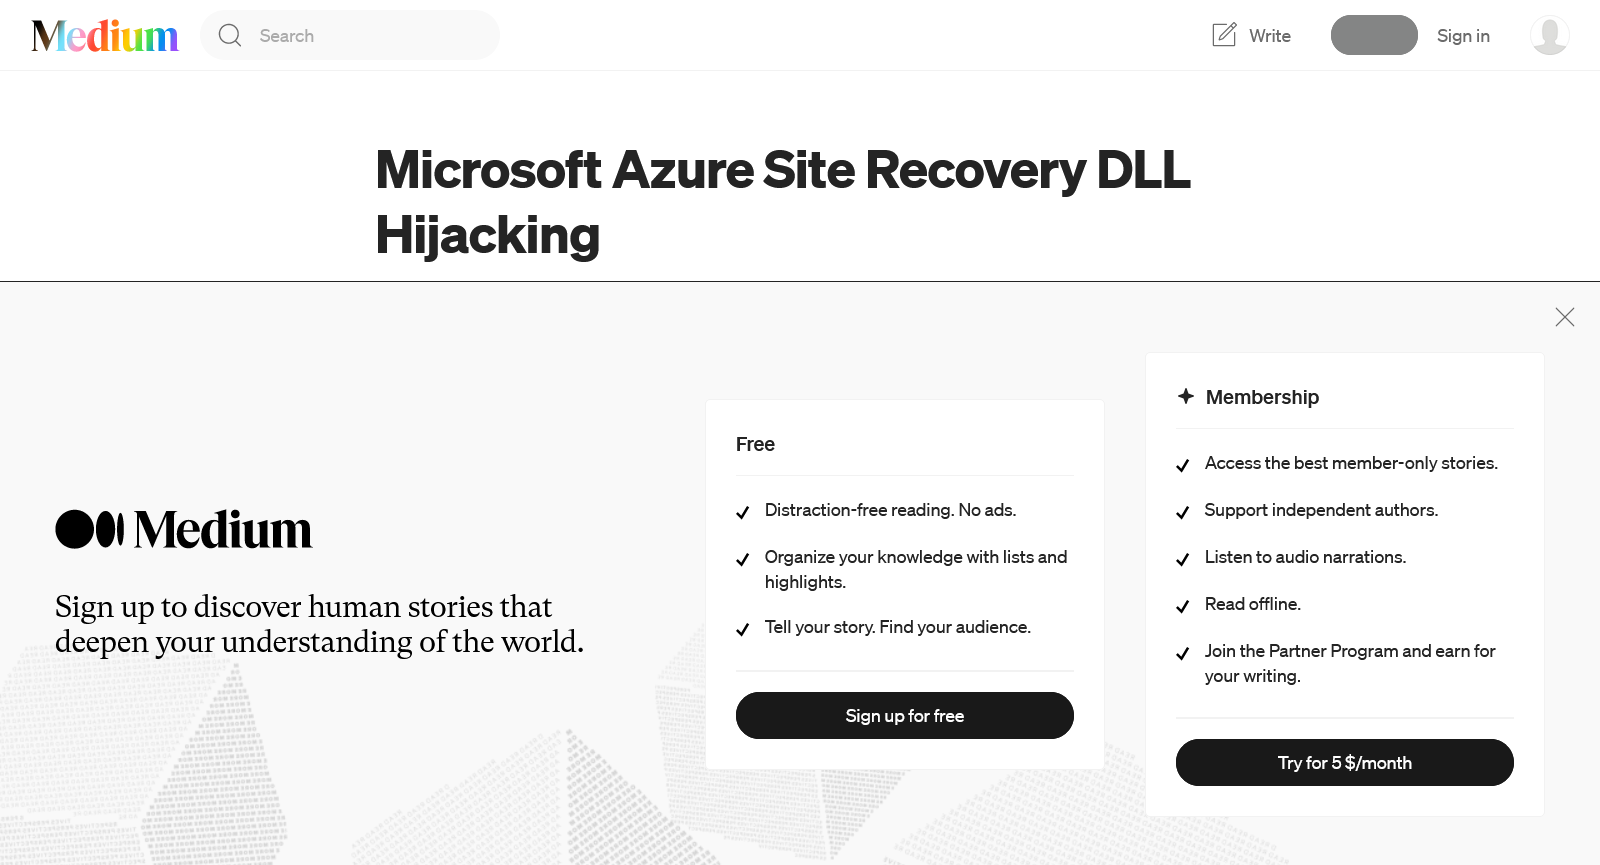 Medium
Search
Write
Sign in
Microsoft Azure Site Recovery DLL
Hijacking
Medium
Sign up to discover human stories that
deepen your understanding of the world.
Free
Distraction-free reading. No ads.
Organize your knowledge with lists and
highlights.
Tell your story. Find your audience.
Sign up for free
Membership
Access the best member-only stories.
Support independent authors.
Listen to audio narrations.
Read offline.
Join the Partner Program and earn for
your writing.
Try for 5 $/month